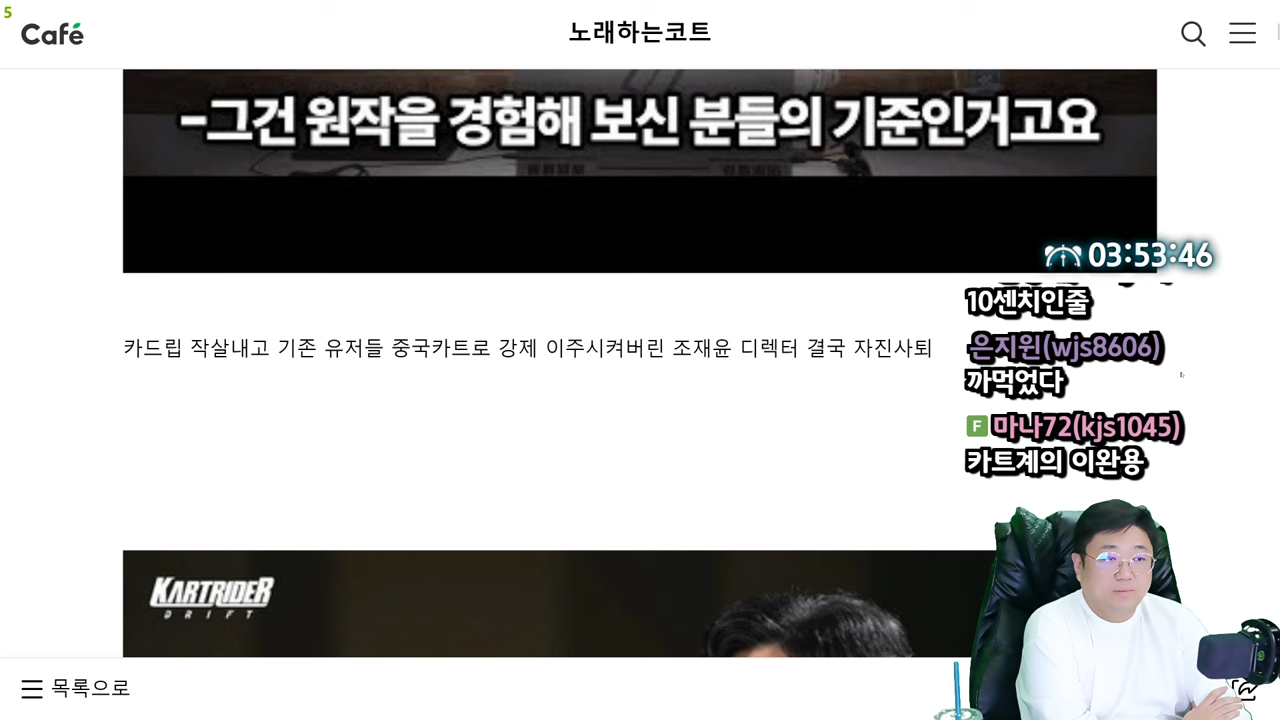 5
Café
노래하는코트
-그건 원작을 경험해 보신 분들의 기준인거고요
03:53:46
10센치인줄
카드립 작살내고 기존 유저들 중국카트로 강제 이주시켜버린 조재윤 디렉터 결국 자진사퇴
은지원(wjs8606)
까먹었다
F 마나72(kjs1045)
카트계의 이완용
KARTRIDER
DRIFT
목록으로